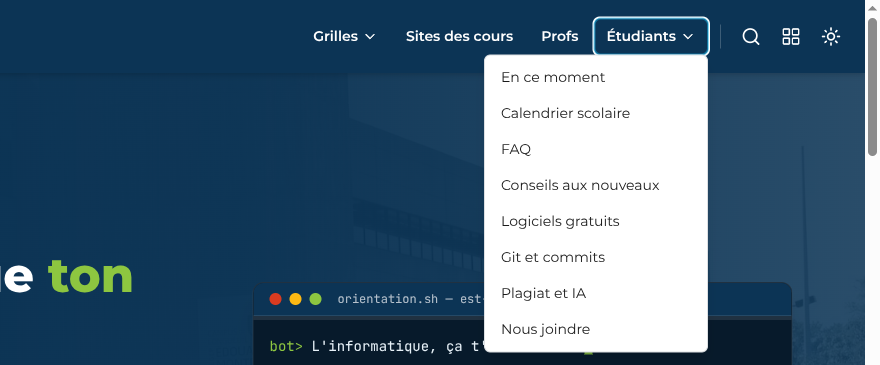 Grilles Sites des cours Profs Étudiants
En ce moment
Calendrier scolaire
FAQ
Conseils aux nouveaux
Logiciels gratuits
Git et commits
Plagiat et IA
Nous joindre
ton
orientation.sh — est-
bot> L'informatique, ça t'